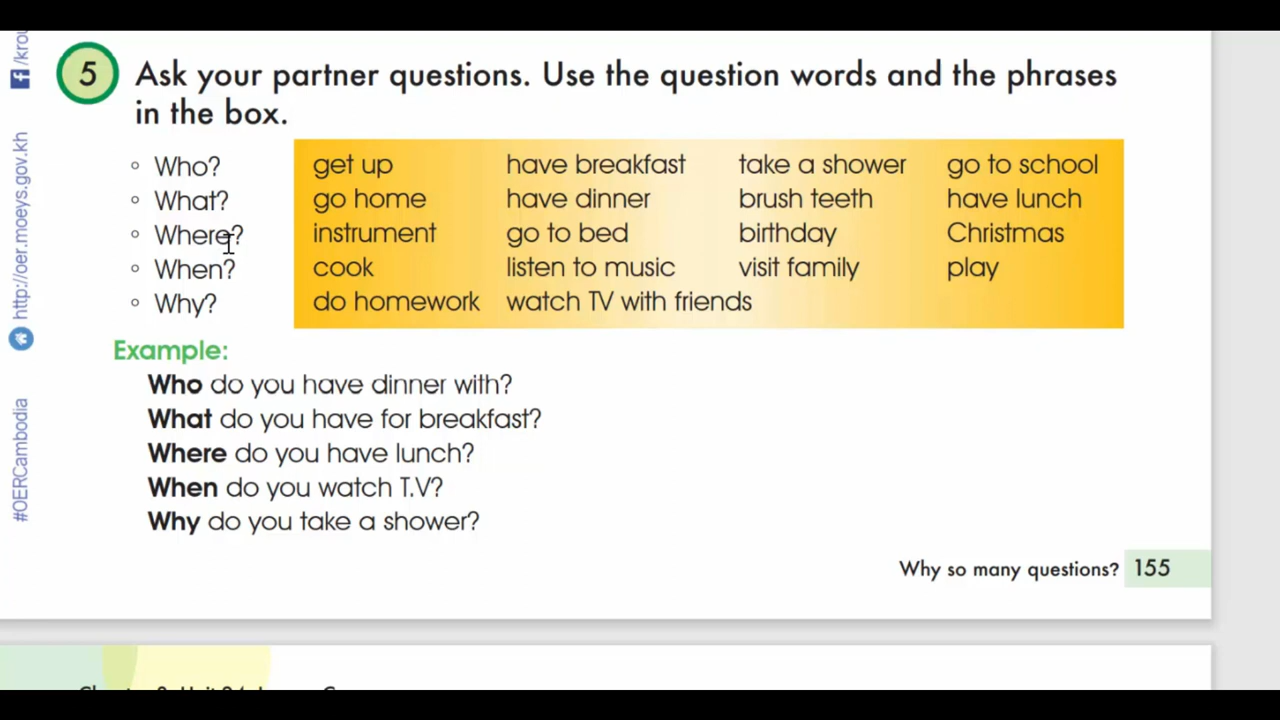 5 Ask your partner questions. Use the question words and the phrases
in the box.
○ Who?
○ What?
○ Where?
○ When?
○ Why?
get up have breakfast take a shower go to school
go home have dinner brush teeth have lunch
instrument go to bed birthday Christmas
cook listen to music visit family play
do homework watch TV with friends
Example:
Who do you have dinner with?
What do you have for breakfast?
Where do you have lunch?
When do you watch T.V?
Why do you take a shower?
Why so many questions? 155
http://oer.moeys.gov.kh
#OERCambodia